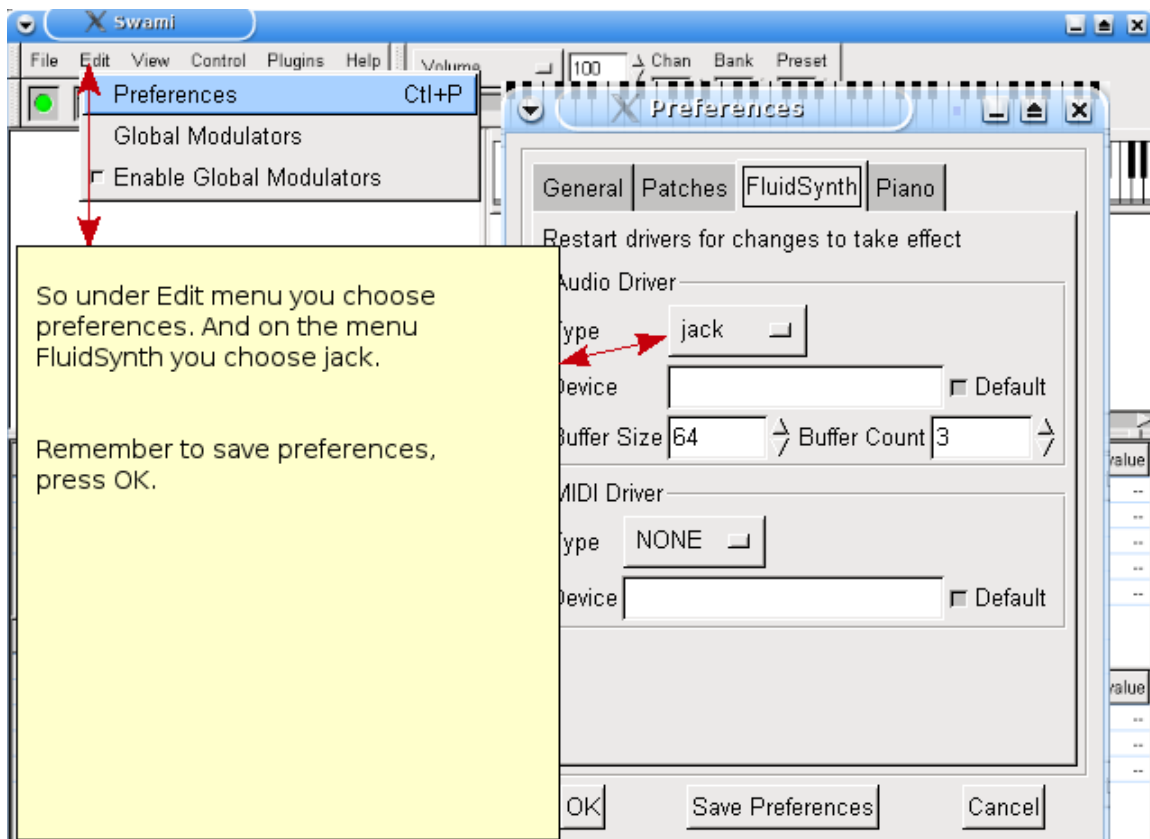 Swami
File Edit View Control Plugins Help
Volume 100 Chan Bank Preset
Preferences Ctl+P
Global Modulators
Enable Global Modulators
So under Edit menu you choose
preferences. And on the menu
FluidSynth you choose jack.
Remember to save preferences,
press OK.
Preferences
General Patches FluidSynth Piano
Restart drivers for changes to take effect
Audio Driver
Type jack
Device Default
Buffer Size 64 Buffer Count 3
MIDI Driver
Type NONE
Device Default
OK Save Preferences Cancel
value
--
--
--
--
--
value
--
--
--